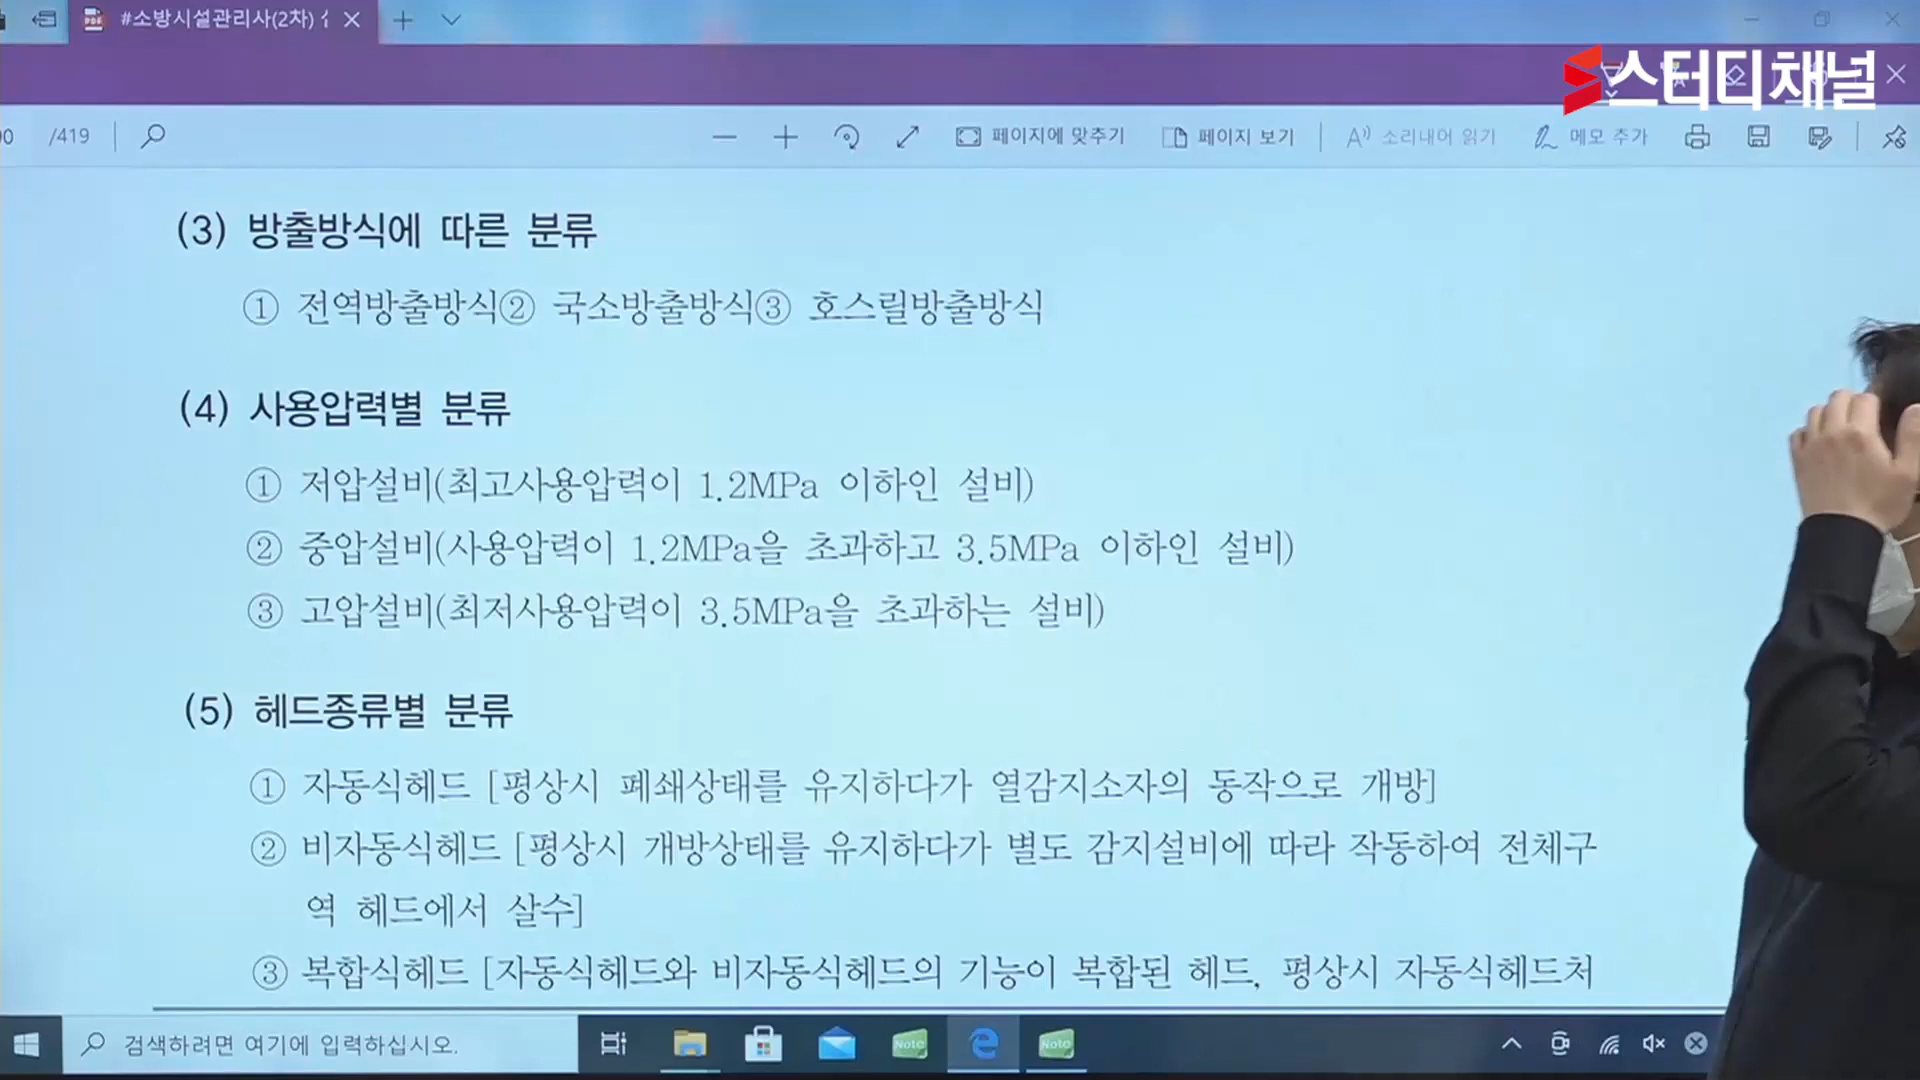 #소방시설관리사(2차)
스터디채널
/419
페이지에 맞추기
페이지 보기
소리내어 읽기
메모 추가
(3) 방출방식에 따른 분류
① 전역방출방식② 국소방출방식③ 호스릴방출방식
(4) 사용압력별 분류
① 저압설비(최고사용압력이 1.2MPa 이하인 설비)
② 중압설비(사용압력이 1.2MPa을 초과하고 3.5MPa 이하인 설비)
③ 고압설비(최저사용압력이 3.5MPa을 초과하는 설비)
(5) 헤드종류별 분류
① 자동식헤드 [평상시 폐쇄상태를 유지하다가 열감지소자의 동작으로 개방]
② 비자동식헤드 [평상시 개방상태를 유지하다가 별도 감지설비에 따라 작동하여 전체구
역 헤드에서 살수]
③ 복합식헤드 [자동식헤드와 비자동식헤드의 기능이 복합된 헤드, 평상시 자동식헤드처
검색하려면 여기에 입력하십시오.
Note
Note